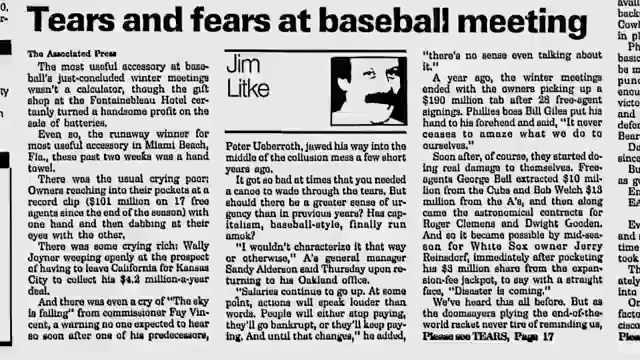 Tears and fears at baseball meeting
The Associated Press
The most useful accessory at base-
ball's just-concluded winter meetings
wasn't a calculator, though the gift
shop at the Fontainebleau Hotel cer-
tainly turned a handsome profit on the
sale of batteries.
Even so, the runaway winner for
most useful accessory in Miami Beach,
Fla., these past two weeks was a hand
towel.
There was the usual crying poor:
Owners reaching into their pockets at a
record clip ($101 million on 17 free
agents since the end of the season) with
one hand and then dabbing at their
eyes with the other.
There was some crying rich: Wally
Joyner weeping openly at the prospect
of having to leave California for Kansas
City to collect his $4.2 million-a-year
deal.
And there was even a cry of "The sky
is falling" from commissioner Fay Vin-
cent, a warning no one expected to hear
so soon after one of his predecessors,
Jim
Litke
Peter Ueberroth, jawed his way into the
middle of the collusion mess a few short
years ago.
It got so bad at times that you needed
a canoe to wade through the tears. But
should there be a greater sense of ur-
gency than in previous years? Has cap-
italism, baseball-style, finally run
amok?
"I wouldn't characterize it that way
or otherwise," A's general manager
Sandy Alderson said Thursday upon re-
turning to his Oakland office.
"Salaries continue to go up. At some
point, actions will speak louder than
words. People will either stop paying,
they'll go bankrupt, or they'll keep pay-
ing. And until that changes," he added,
"there's no sense even talking about
it."
A year ago, the winter meetings
ended with the owners picking up a
$190 million tab after 28 free-agent
signings. Phillies boss Bill Giles put his
hand to his forehead and said, "It never
ceases to amaze what we do to
ourselves."
Soon after, of course, they started do-
ing real damage to themselves. Free-
agents George Bell extracted $10 mil-
lion from the Cubs and Bob Welch $13
million from the A's, and then along
came the astronomical contracts for
Roger Clemens and Dwight Gooden.
And so it became possible by mid-sea-
son for White Sox owner Jerry
Reinsdorf, immediately after pocketing
his $3 million share from the expan-
sion-fee jackpot, to say with a straight
face, "Disaster is coming."
We've heard this all before. But as
the doomsayers plying the end-of-the-
world racket never tire of reminding us,
Please see TEARS, Page 17